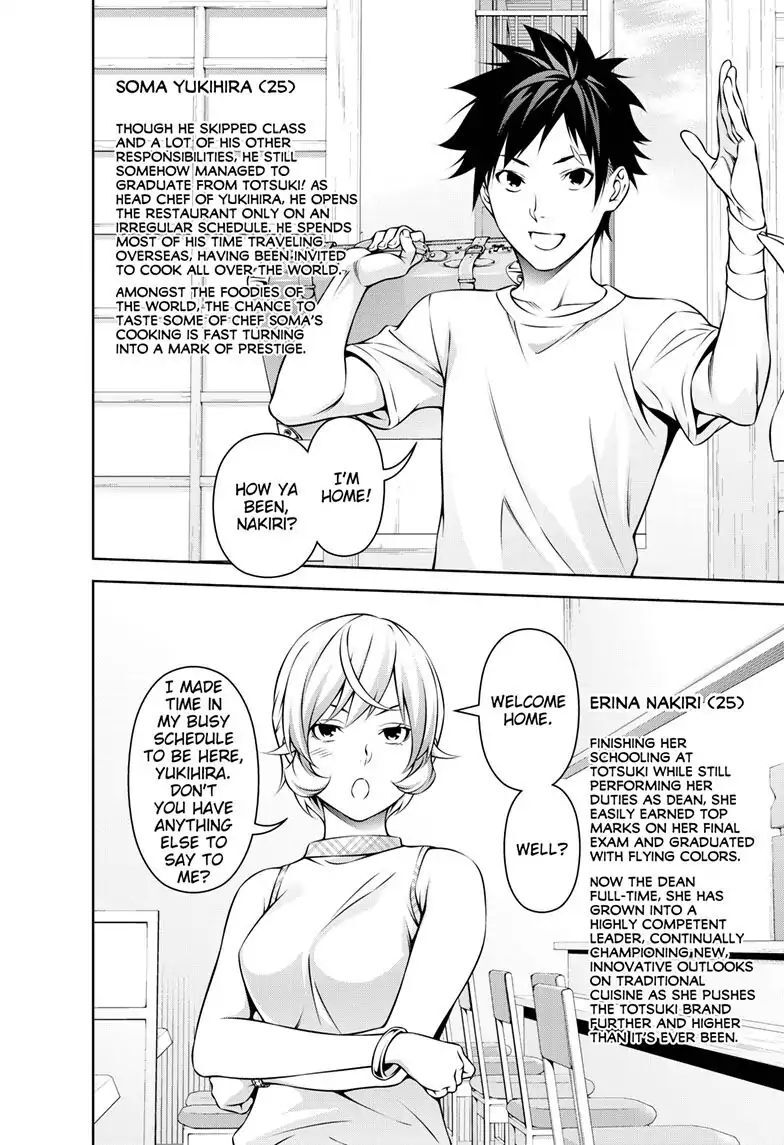 SOMA YUKIHIRA (25)
THOUGH HE SKIPPED CLASS
AND A LOT OF HIS OTHER
RESPONSIBILITIES, HE STILL
SOMEHOW MANAGED TO
GRADUATE FROM TOTSUKI! AS
HEAD CHEF OF YUKIHIRA, HE OPENS
THE RESTAURANT ONLY ON AN
IRREGULAR SCHEDULE. HE SPENDS
MOST OF HIS TIME TRAVELING
OVERSEAS, HAVING BEEN INVITED
TO COOK ALL OVER THE WORLD.
AMONGST THE FOODIES OF
THE WORLD, THE CHANCE TO
TASTE SOME OF CHEF SOMA'S
COOKING IS FAST TURNING
INTO A MARK OF PRESTIGE.
I'M
HOME!
HOW YA
BEEN,
NAKIRI?
WELCOME
HOME.
ERINA NAKIRI (25)
FINISHING HER
SCHOOLING AT
TOTSUKI WHILE STILL
PERFORMING HER
DUTIES AS DEAN, SHE
EASILY EARNED TOP
MARKS ON HER FINAL
EXAM AND GRADUATED
WITH FLYING COLORS.
NOW THE DEAN
FULL-TIME, SHE HAS
GROWN INTO A
HIGHLY COMPETENT
LEADER, CONTINUALLY
CHAMPIONING NEW,
INNOVATIVE OUTLOOKS
ON TRADITIONAL
CUISINE AS SHE PUSHES
THE TOTSUKI BRAND
FURTHER AND HIGHER
THAN IT'S EVER BEEN.
WELL?
I MADE
TIME IN
MY BUSY
SCHEDULE
TO BE HERE,
YUKIHIRA.
DON'T
YOU HAVE
ANYTHING
ELSE TO
SAY TO
ME?